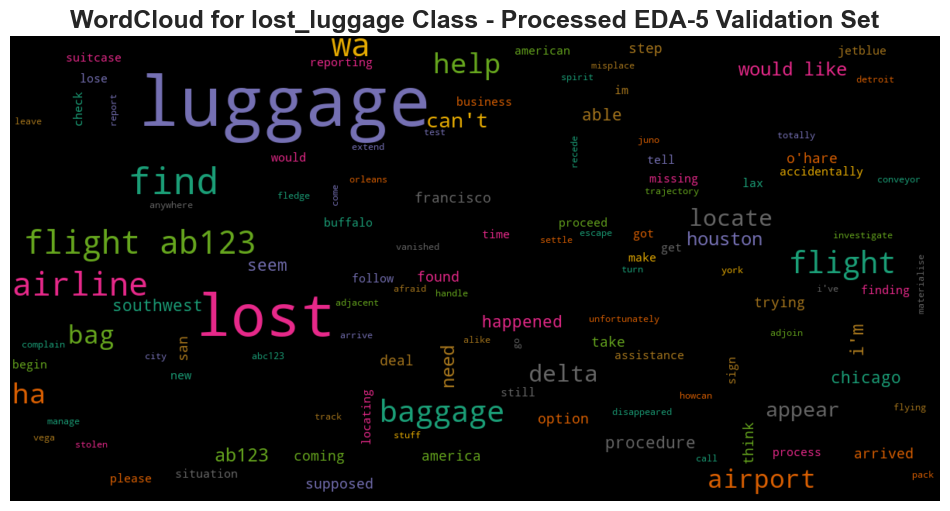 WordCloud for lost_luggage Class - Processed EDA-5 Validation Set
wa
american
step
jetblue
suitcase
reporting
help
misplace
would like
lose
spirit
detroit
luggage
im
check
report
business
able
leave
can't
test
juno
totally
extend
recede
would
tell
o'hare
find
orleans
missing
accidentally
fledge
come
trajectory
lax
conveyor
anywhere
francisco
buffalo
proceed
locate
flight ab123
time
settle
escape
got
houston
investigate
vanished
get
seem
make
flight
airline
follow
found
turn
york
materialise
afraid
handle
i've
finding
southwest
lost
adjacent
trying
happened
unfortunately
bag
arrive
alike
go
take
adjoin
i'm
complain
san
city
abc123
deal
need
assistance
begin
new
delta
sign
chicago
ha
still
howcan
baggage
locating
track
option
disappeared
appear
flying
manage
vega
stolen
stuff
procedure
think
ab123
coming
america
call
process
arrived
please
situation
supposed
airport
pack